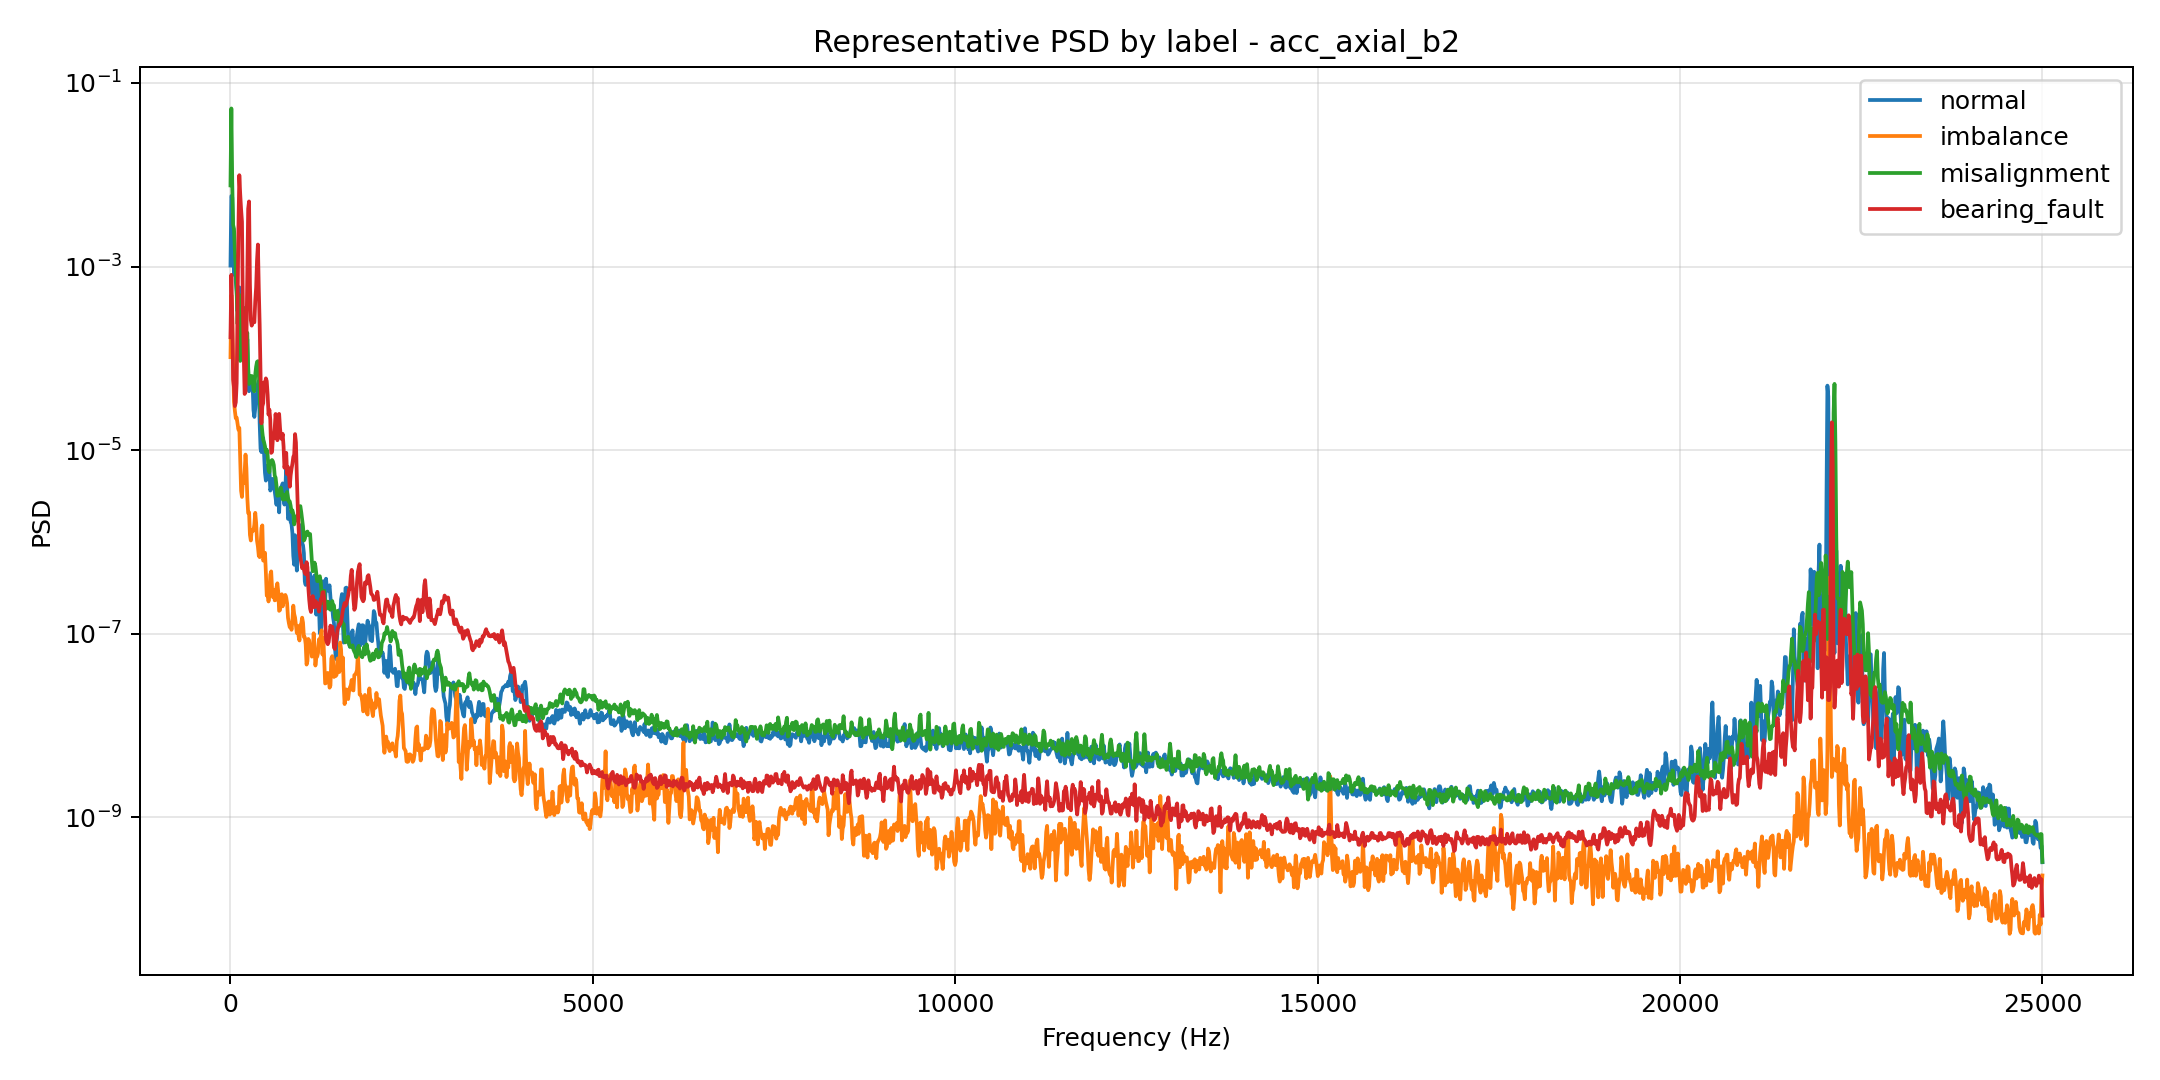 Representative PSD by label - acc_axial_b2
normal
imbalance
misalignment
bearing_fault
PSD
10⁻¹
10⁻³
10⁻⁵
10⁻⁷
10⁻⁹
0 5000 10000 15000 20000 25000
Frequency (Hz)